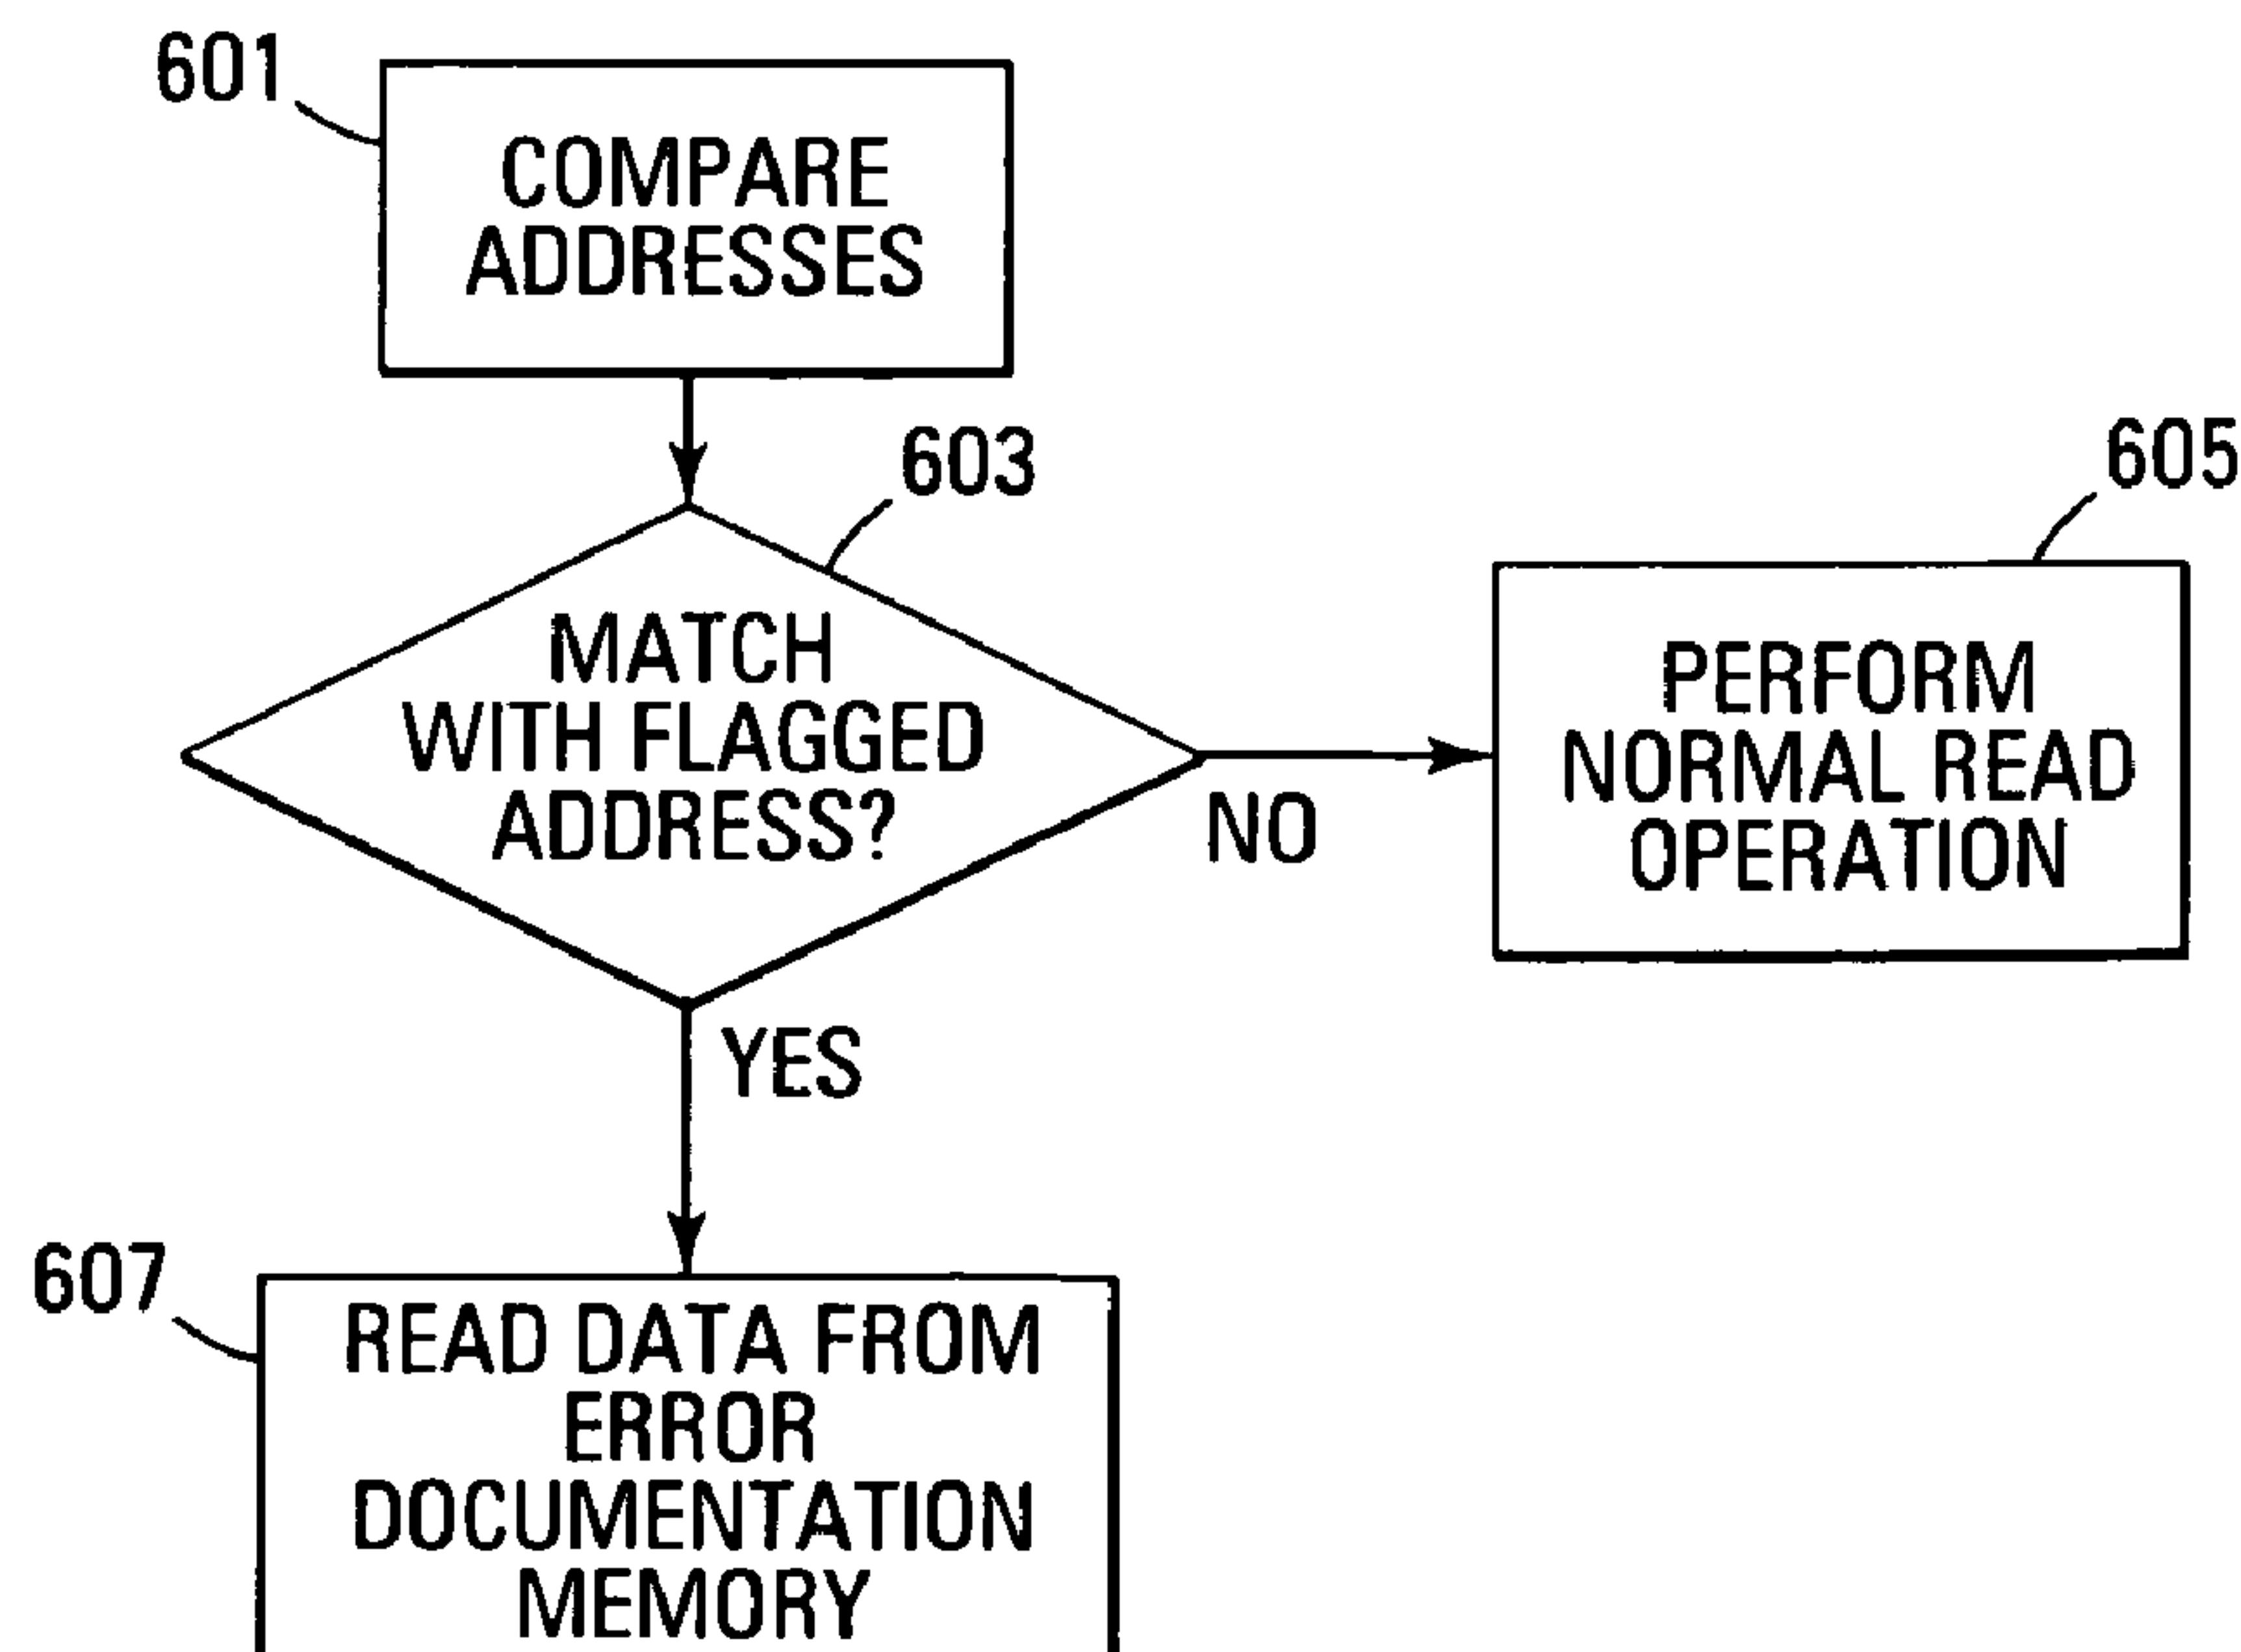 601
COMPARE
ADDRESSES
603
605
MATCH
WITH FLAGGED
ADDRESS?
NO
PERFORM
NORMAL READ
OPERATION
YES
607
READ DATA FROM
ERROR
DOCUMENTATION
MEMORY